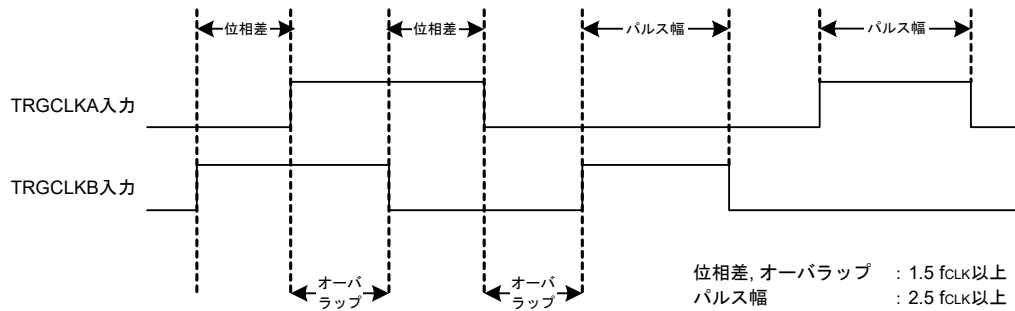 位相差
位相差
パルス幅
パルス幅
TRGCLKA入力
TRGCLKB入力
オーバ
ラップ
オーバ
ラップ
位相差, オーバラップ : 1.5 fCLK以上
パルス幅 : 2.5 fCLK以上